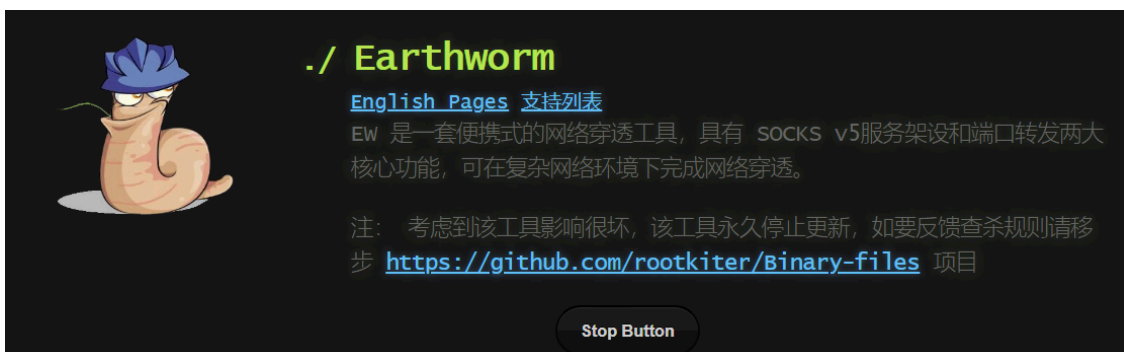 ./ Earthworm
English Pages 支持列表
EW 是一套便携式的网络穿透工具，具有 SOCKS v5服务架设和端口转发两大
核心功能，可在复杂网络环境下完成网络穿透。
注： 考虑到该工具影响很坏，该工具永久停止更新，如要反馈查杀规则请移
步 https://github.com/rootkiter/Binary-files 项目
Stop Button